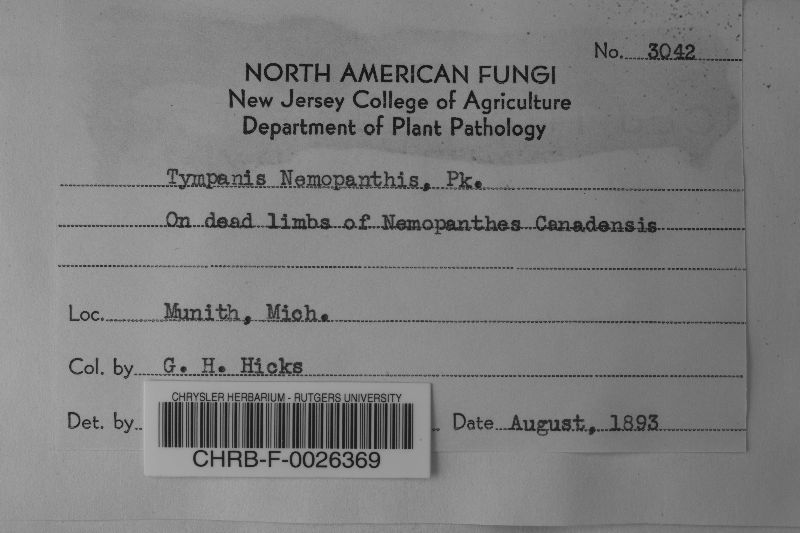 No. 3042
NORTH AMERICAN FUNGI
New Jersey College of Agriculture
Department of Plant Pathology
Tympanis Nemopanthis, Pk.
On dead limbs of Nemopanthes Canadensis
Loc. Munith, Mich.
Col. by G. H. Hicks
Det. by Date August, 1893
CHRYSLER HERBARIUM - RUTGERS UNIVERSITY
CHRB-F-0026369